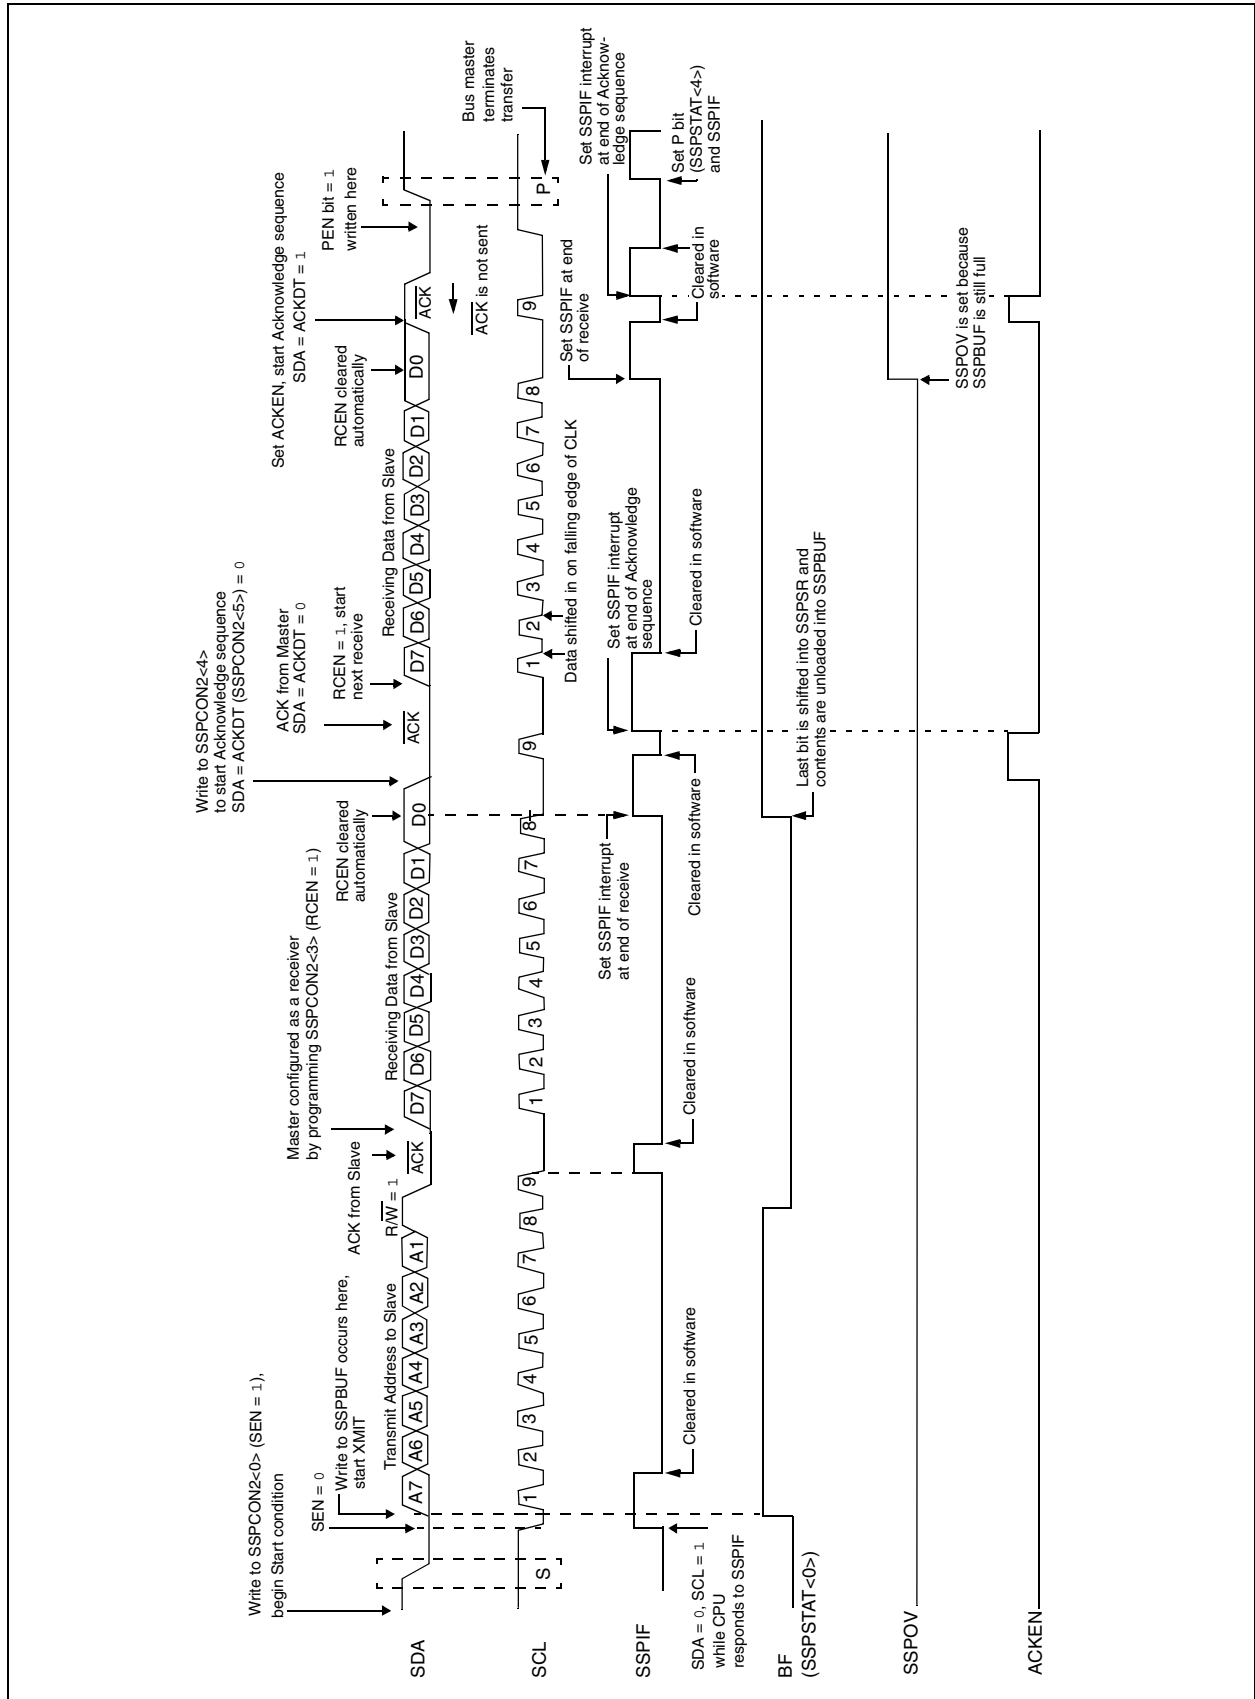 Write to SSPCON2<0> (SEN = 1),
begin Start condition
SEN = 0
Write to SSPBUF occurs here,
start XMIT
Transmit Address to Slave
R/W = 1
ACK from Slave
Master configured as a receiver
by programming SSPCON2<3> (RCEN = 1)
Receiving Data from Slave
RCEN cleared
automatically
Write to SSPCON2<4>
to start Acknowledge sequence
SDA = ACKDT (SSPCON2<5>) = 0
ACK from Master
SDA = ACKDT = 0
RCEN = 1, start
next receive
Receiving Data from Slave
RCEN cleared
automatically
Set ACKEN, start Acknowledge sequence
SDA = ACKDT = 1
PEN bit = 1
written here
SDA
A7 A6 A5 A4 A3 A2 A1
ACK
D7 D6 D5 D4 D3 D2 D1 D0
ACK
D7 D6 D5 D4 D3 D2 D1 D0
ACK
ACK is not sent
Bus master
terminates
transfer
SCL
S
1 2 3 4 5 6 7 8 9
1 2 3 4 5 6 7 8
9
1 2 3 4 5 6 7 8
9
P
Data shifted in on falling edge of CLK
Set SSPIF interrupt
at end of receive
Set SSPIF interrupt
at end of Acknowledge
sequence
Set SSPIF at end
of receive
Set SSPIF interrupt
at end of Acknow-
ledge sequence
SSPIF
SDA = 0, SCL = 1
while CPU
responds to SSPIF
Cleared in software
Cleared in software
Cleared in software
Cleared in software
Cleared in
software
Set P bit
(SSPSTAT<4>)
and SSPIF
BF
(SSPSTAT<0>)
Last bit is shifted into SSPSR and
contents are unloaded into SSPBUF
SSPOV
SSPOV is set because
SSPBUF is still full
ACKEN